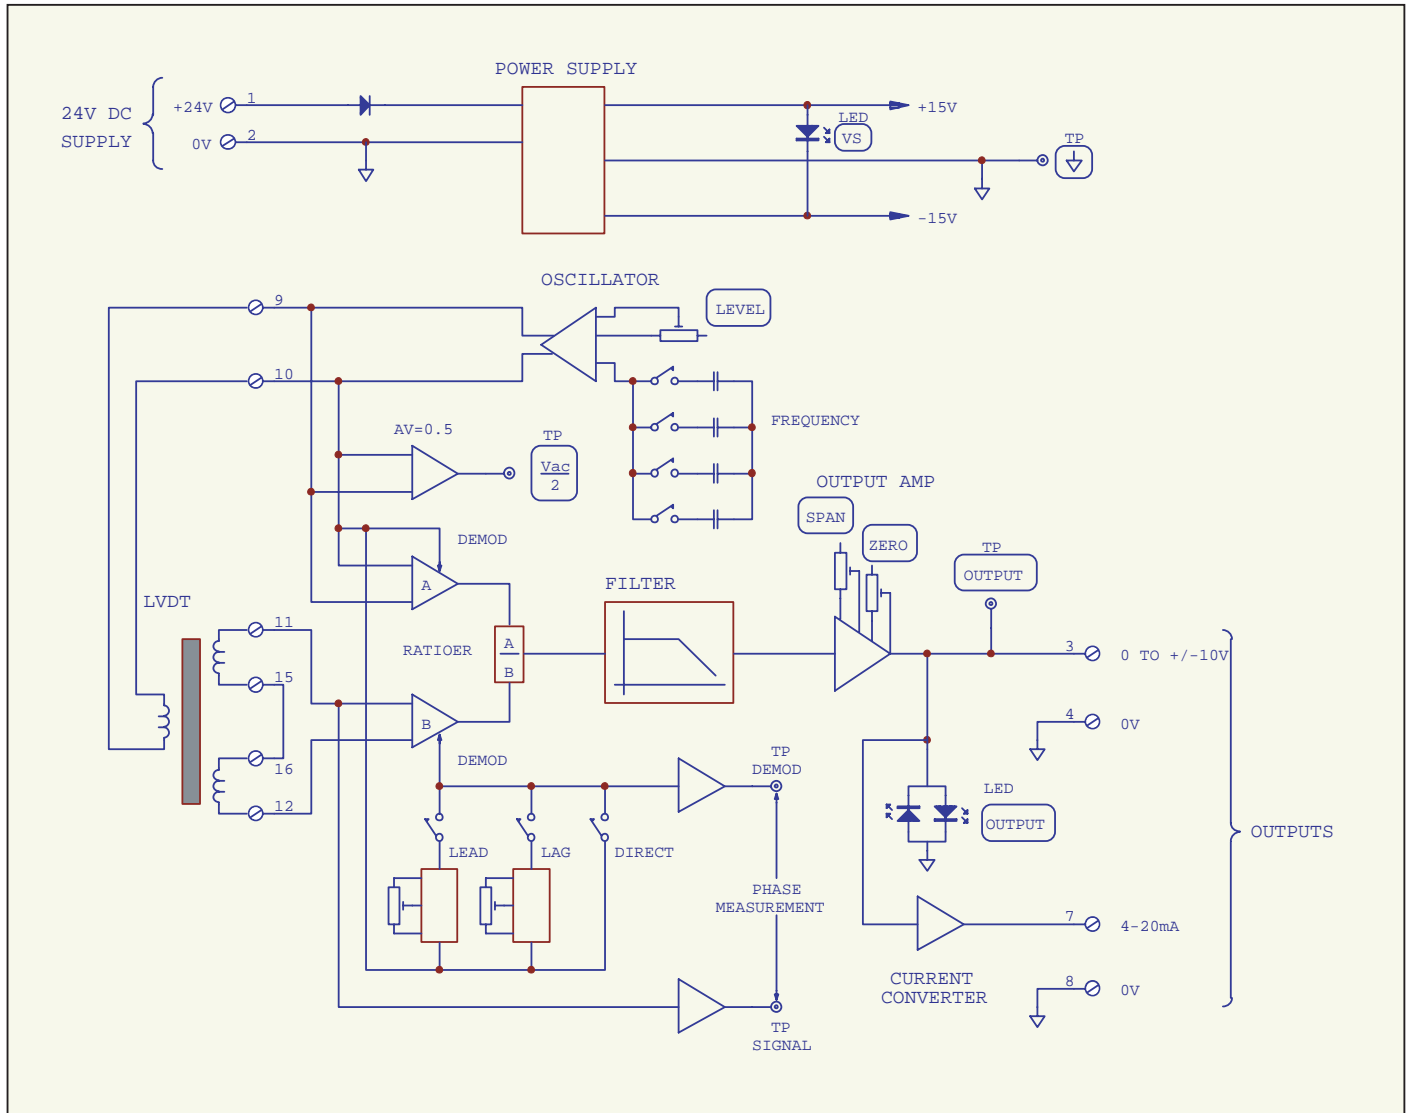 POWER SUPPLY
24V DC
SUPPLY
+24V
1
0V
2
+15V
LED
VS
TP
-15V
OSCILLATOR
9
LEVEL
10
FREQUENCY
AV=0.5
TP
Vac
2
DEMOD
A
OUTPUT AMP
SPAN
ZERO
TP
OUTPUT
FILTER
LVDT
11
15
16
12
RATIOER
A
B
B
DEMOD
3
0 TO +/-10V
4
0V
TP
DEMOD
LED
OUTPUT
OUTPUTS
LEAD
LAG
DIRECT
PHASE
MEASUREMENT
7
4-20mA
CURRENT
CONVERTER
8
0V
TP
SIGNAL